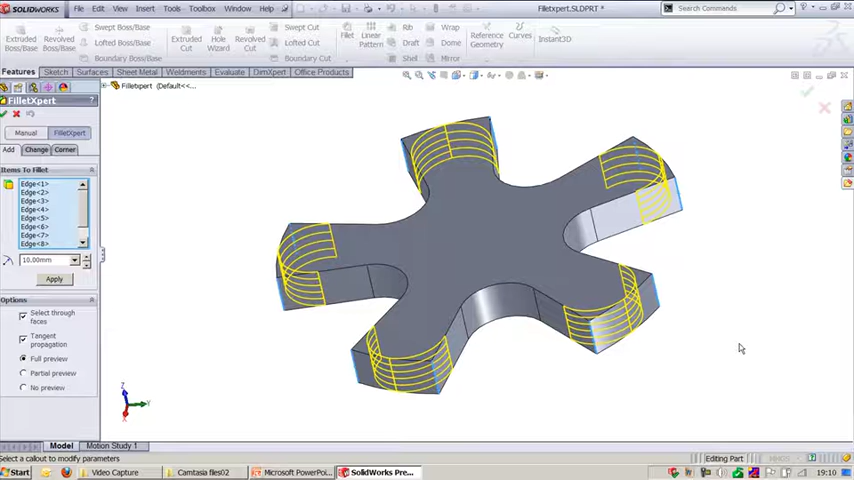 SOLIDWORKS File Edit View Insert Tools Window Help Filletxpert.SLDPRT * Search Commands
Extruded Boss/Base Revolved Boss/Base Swept Boss/Base Extruded Cut Hole Wizard Revolved Cut Swept Cut Fillet Linear Pattern Rib Wrap Reference Geometry Curves Instant3D
Lofted Boss/Base Lofted Cut Draft Dome
Boundary Boss/Base Boundary Cut Shell Mirror
Features Sketch Surfaces Sheet Metal Weldments Evaluate DimXpert Office Products
Filletxpert (Default<<...
FilletXpert ?
Manual FilletXpert
Add Change Corner
Items To Fillet
Edge<1>
Edge<2>
Edge<3>
Edge<4>
Edge<5>
Edge<6>
Edge<7>
Edge<8>
10.00mm
Apply
Options
Select through faces
Tangent propagation
Full preview
Partial preview
No preview
Z
Y
X
Model Motion Study 1
Select a callout to modify parameters Editing Part
Start Video Capture Camtasia files02 Microsoft PowerPoi... SolidWorks Pre... 19:10